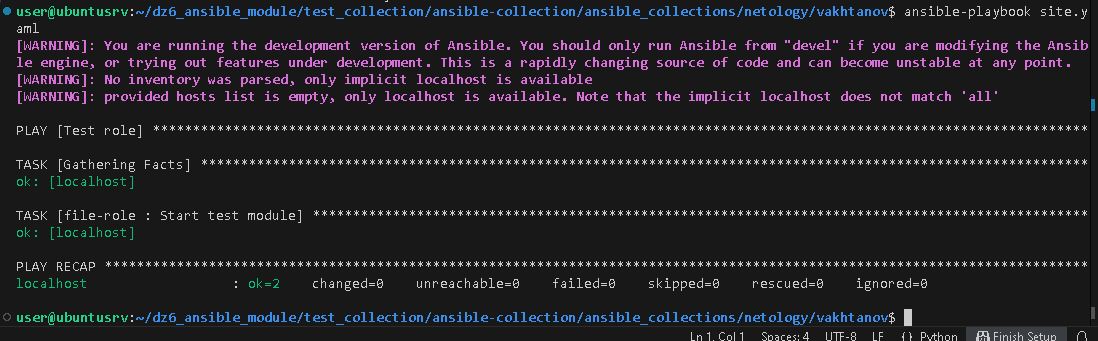 user@ubuntusrv:~/dz6_ansible_module/test_collection/ansible-collection/ansible_collections/netology/vakhtanov$ ansible-playbook site.y
aml
[WARNING]: You are running the development version of Ansible. You should only run Ansible from "devel" if you are modifying the Ansib
le engine, or trying out features under development. This is a rapidly changing source of code and can become unstable at any point.
[WARNING]: No inventory was parsed, only implicit localhost is available
[WARNING]: provided hosts list is empty, only localhost is available. Note that the implicit localhost does not match 'all'
PLAY [Test role] **********************************************************************************************************************
TASK [Gathering Facts] ****************************************************************************************************************
ok: [localhost]
TASK [file-role : Start test module] **************************************************************************************************
ok: [localhost]
PLAY RECAP ****************************************************************************************************************************
localhost                  : ok=2    changed=0    unreachable=0    failed=0    skipped=0    rescued=0    ignored=0
user@ubuntusrv:~/dz6_ansible_module/test_collection/ansible-collection/ansible_collections/netology/vakhtanov$
Ln 1, Col 1 Spaces: 4 UTF-8 LF {} Python Finish Setup